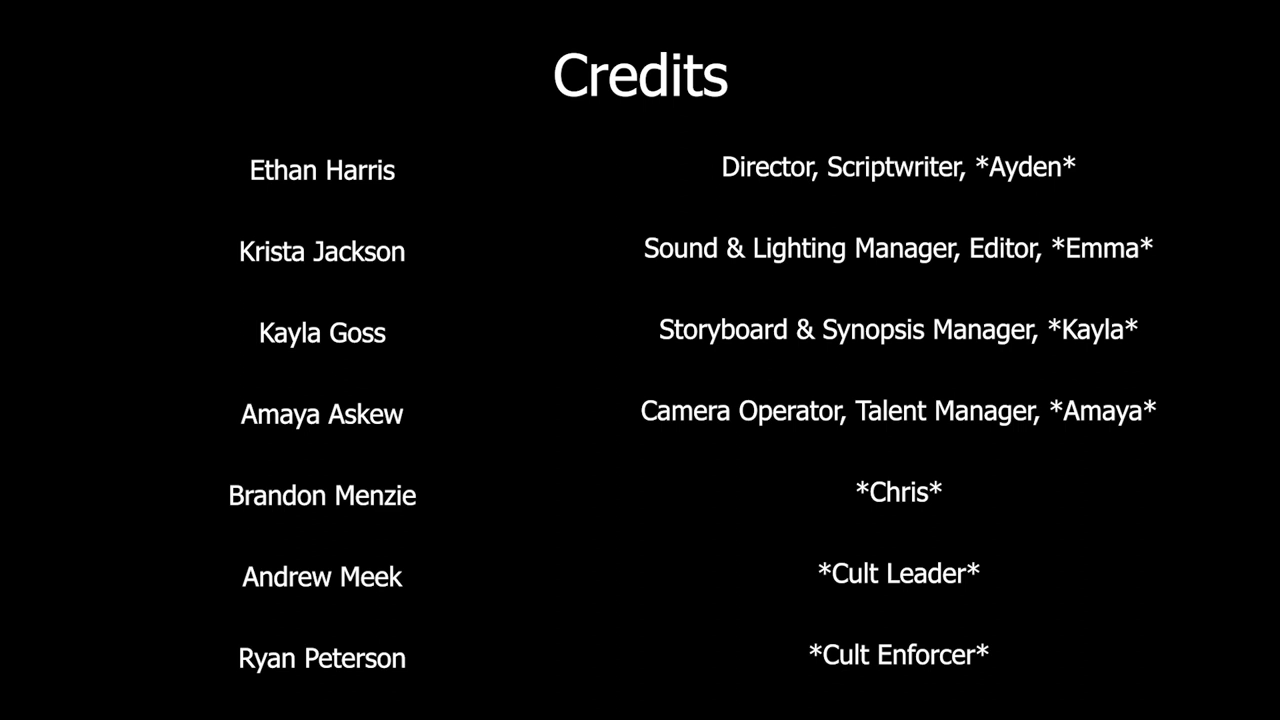 Credits
Ethan Harris Director, Scriptwriter, *Ayden*
Krista Jackson Sound & Lighting Manager, Editor, *Emma*
Kayla Goss Storyboard & Synopsis Manager, *Kayla*
Amaya Askew Camera Operator, Talent Manager, *Amaya*
Brandon Menzie *Chris*
Andrew Meek *Cult Leader*
Ryan Peterson *Cult Enforcer*